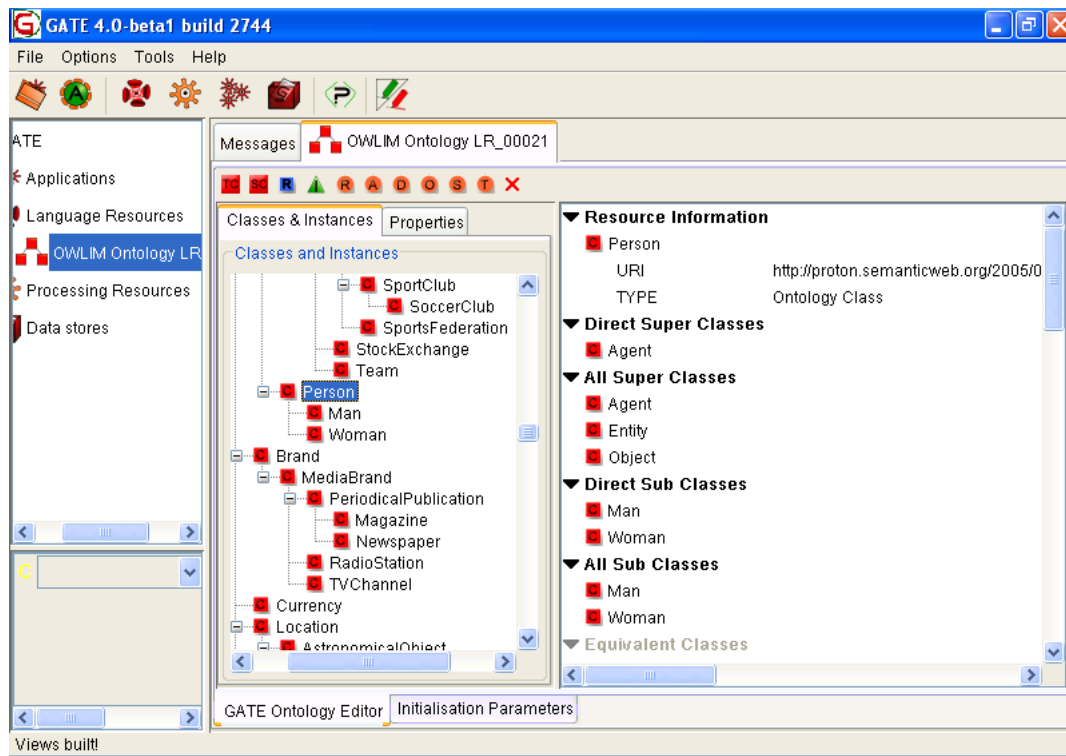 GATE 4.0-beta1 build 2744
File Options Tools Help
ATE
Applications
Language Resources
OWLIM Ontology LR
Processing Resources
Data stores
C
Messages
OWLIM Ontology LR_00021
TC SC R I R A D O S T
Classes & Instances
Properties
Classes and Instances
C SportClub
C SoccerClub
C SportsFederation
C StockExchange
C Team
C Person
C Man
C Woman
C Brand
C MediaBrand
C PeriodicalPublication
C Magazine
C Newspaper
C RadioStation
C TVChannel
C Currency
C Location
C AstronomicalObject
Resource Information
C Person
URI http://proton.semanticweb.org/2005/0
TYPE Ontology Class
Direct Super Classes
C Agent
All Super Classes
C Agent
C Entity
C Object
Direct Sub Classes
C Man
C Woman
All Sub Classes
C Man
C Woman
Equivalent Classes
GATE Ontology Editor
Initialisation Parameters
Views built!